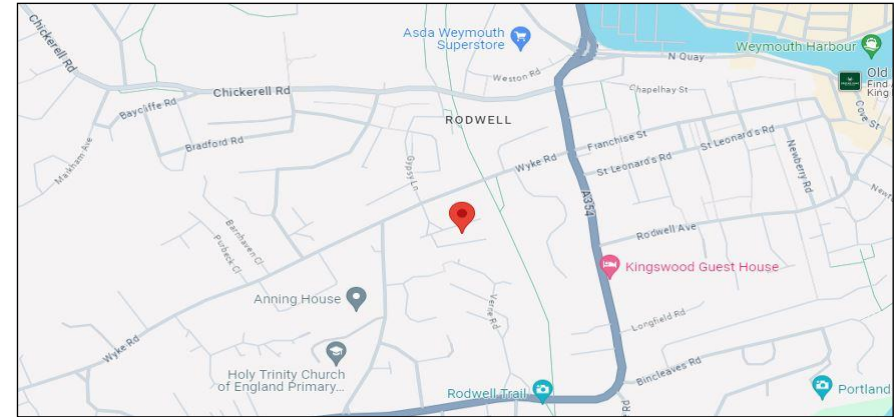 Asda Weymouth
Superstore
Weymouth Harbour
Old
Find
King
Cove St
N Quay
Chickerell Rd
Weston Rd
Chapelhay St
Chickerell Rd
Baycliffe Rd
RODWELL
Bradford Rd
Markham Ave
Franchise St
St Leonard's Rd
St Leonard's Rd
Newberry Rd
Wyke Rd
Gypsy Ln
A354
Rodwell Ave
Barnhaven Cl
Purbeck Cl
Kingswood Guest House
Anning House
Verne Rd
Longfield Rd
Wyke Rd
Holy Trinity Church
of England Primary...
Rodwell Trail
Bincleaves Rd
Portland
Rd